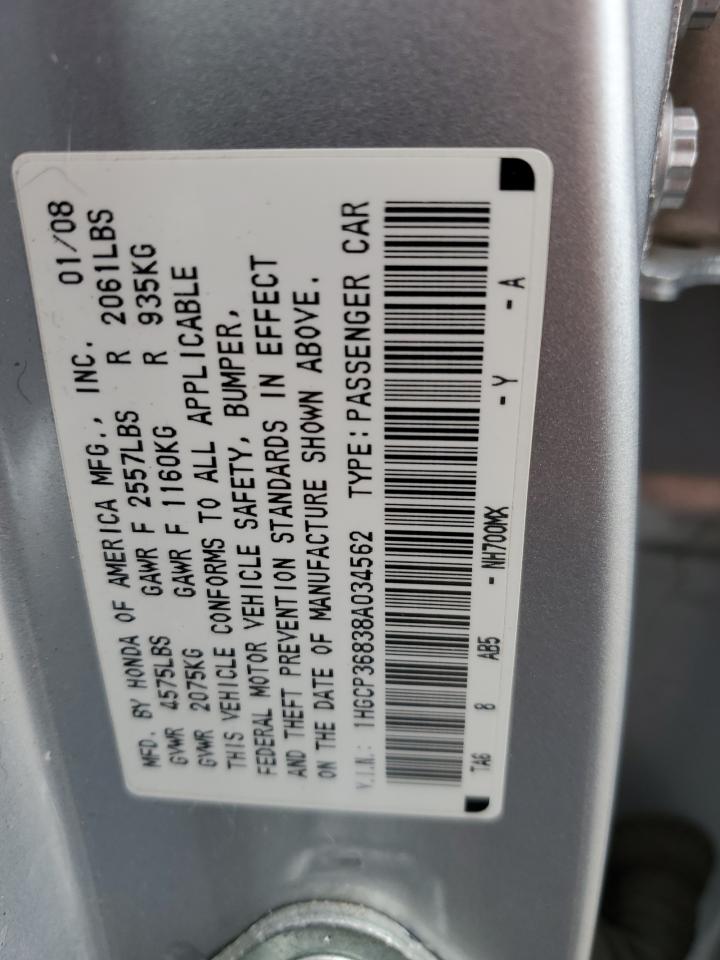 MFD. BY HONDA OF AMERICA MFG., INC. 01/08
GVWR 4575LBS GAWR F 2557LBS R 2061LBS
GVWR 2075KG GAWR F 1160KG R 935KG
THIS VEHICLE CONFORMS TO ALL APPLICABLE
FEDERAL MOTOR VEHICLE SAFETY, BUMPER,
AND THEFT PREVENTION STANDARDS IN EFFECT
ON THE DATE OF MANUFACTURE SHOWN ABOVE.
V.I.N.: 1HGCP36838A034562 TYPE: PASSENGER CAR
TA6 8 AB5 - NH700MX - Y - A